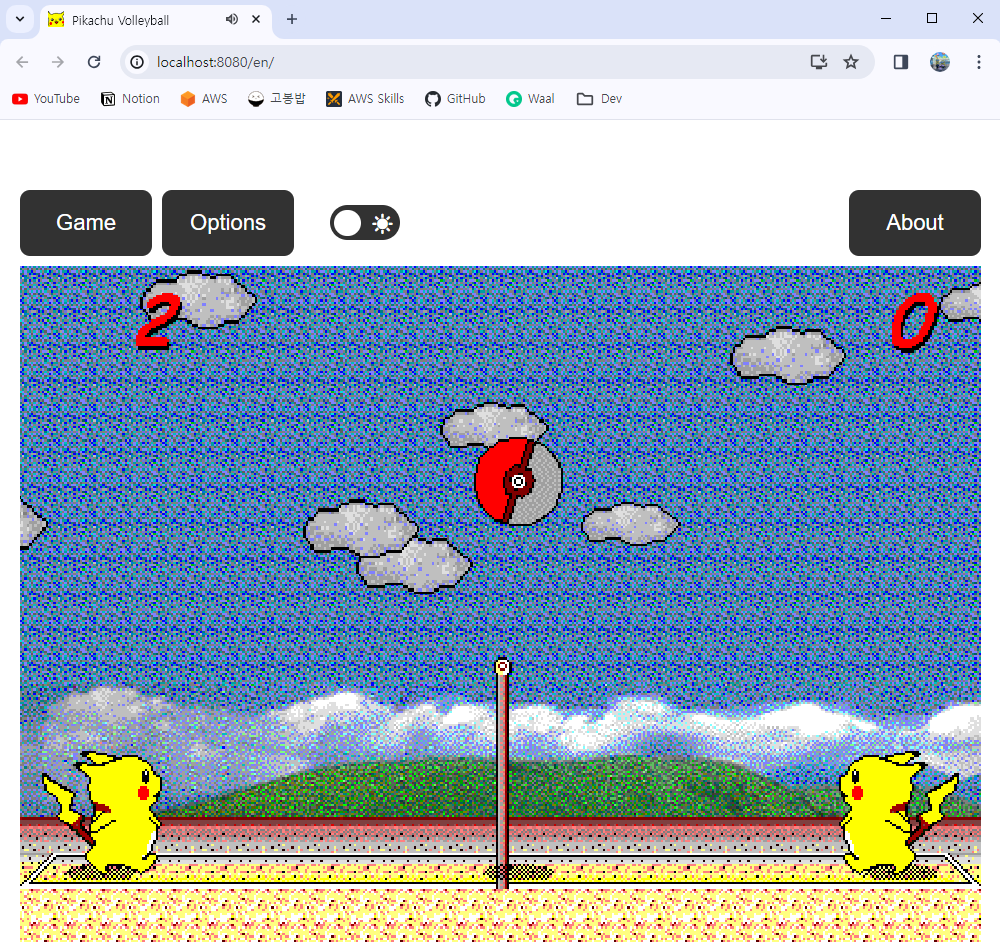 Pikachu Volleyball
localhost:8080/en/
YouTube Notion AWS 고봉밥 AWS Skills GitHub Waal Dev
Game Options About
2 0